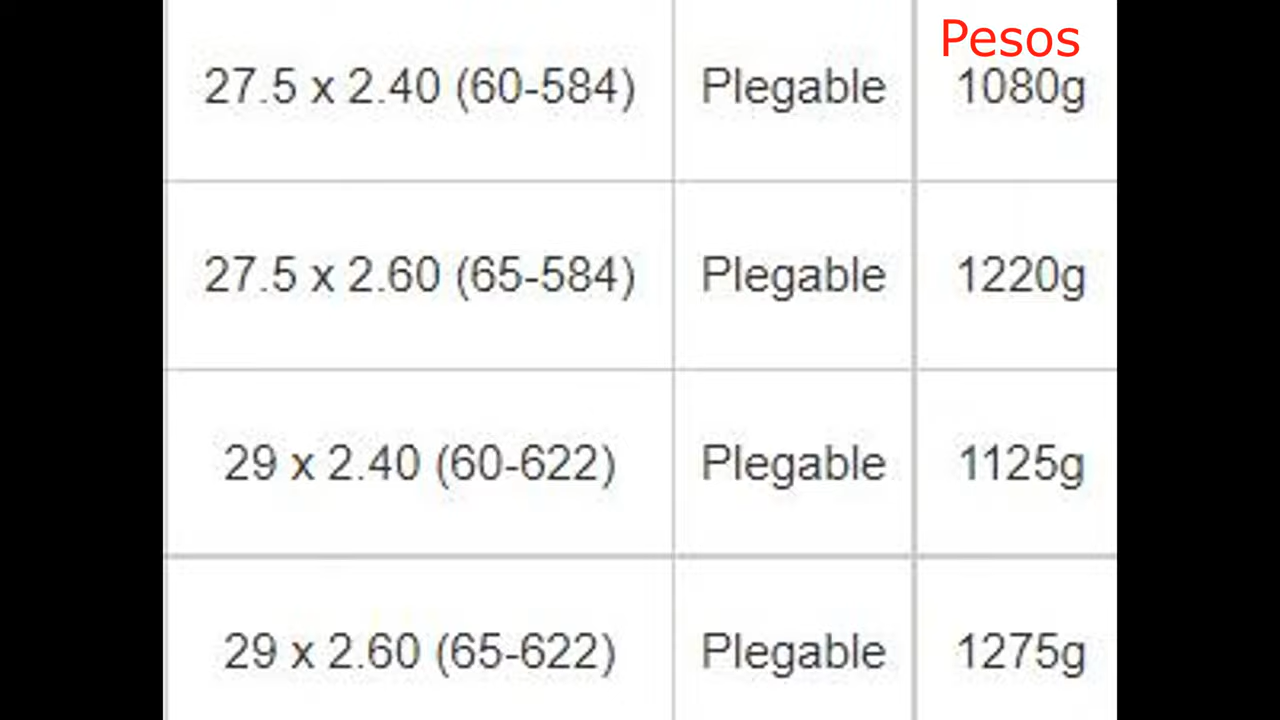 Pesos
27.5 x 2.40 (60-584) Plegable 1080g
27.5 x 2.60 (65-584) Plegable 1220g
29 x 2.40 (60-622) Plegable 1125g
29 x 2.60 (65-622) Plegable 1275g